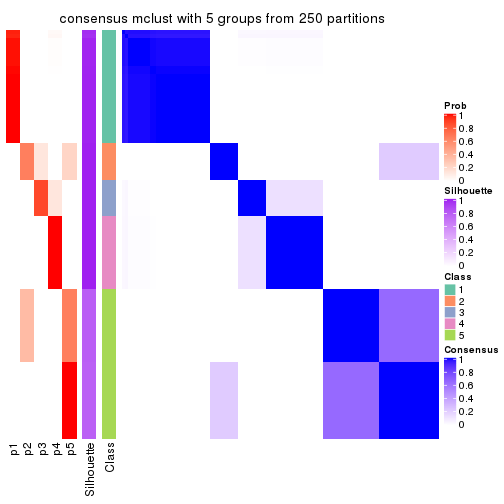 consensus mclust with 5 groups from 250 partitions
Prob
1
0.8
0.6
0.4
0.2
0
Silhouette
1
0.8
0.6
0.4
0.2
0
Class
1
2
3
4
5
Consensus
1
0.8
0.6
0.4
0.2
0
p1
p2
p3
p4
p5
Silhouette
Class